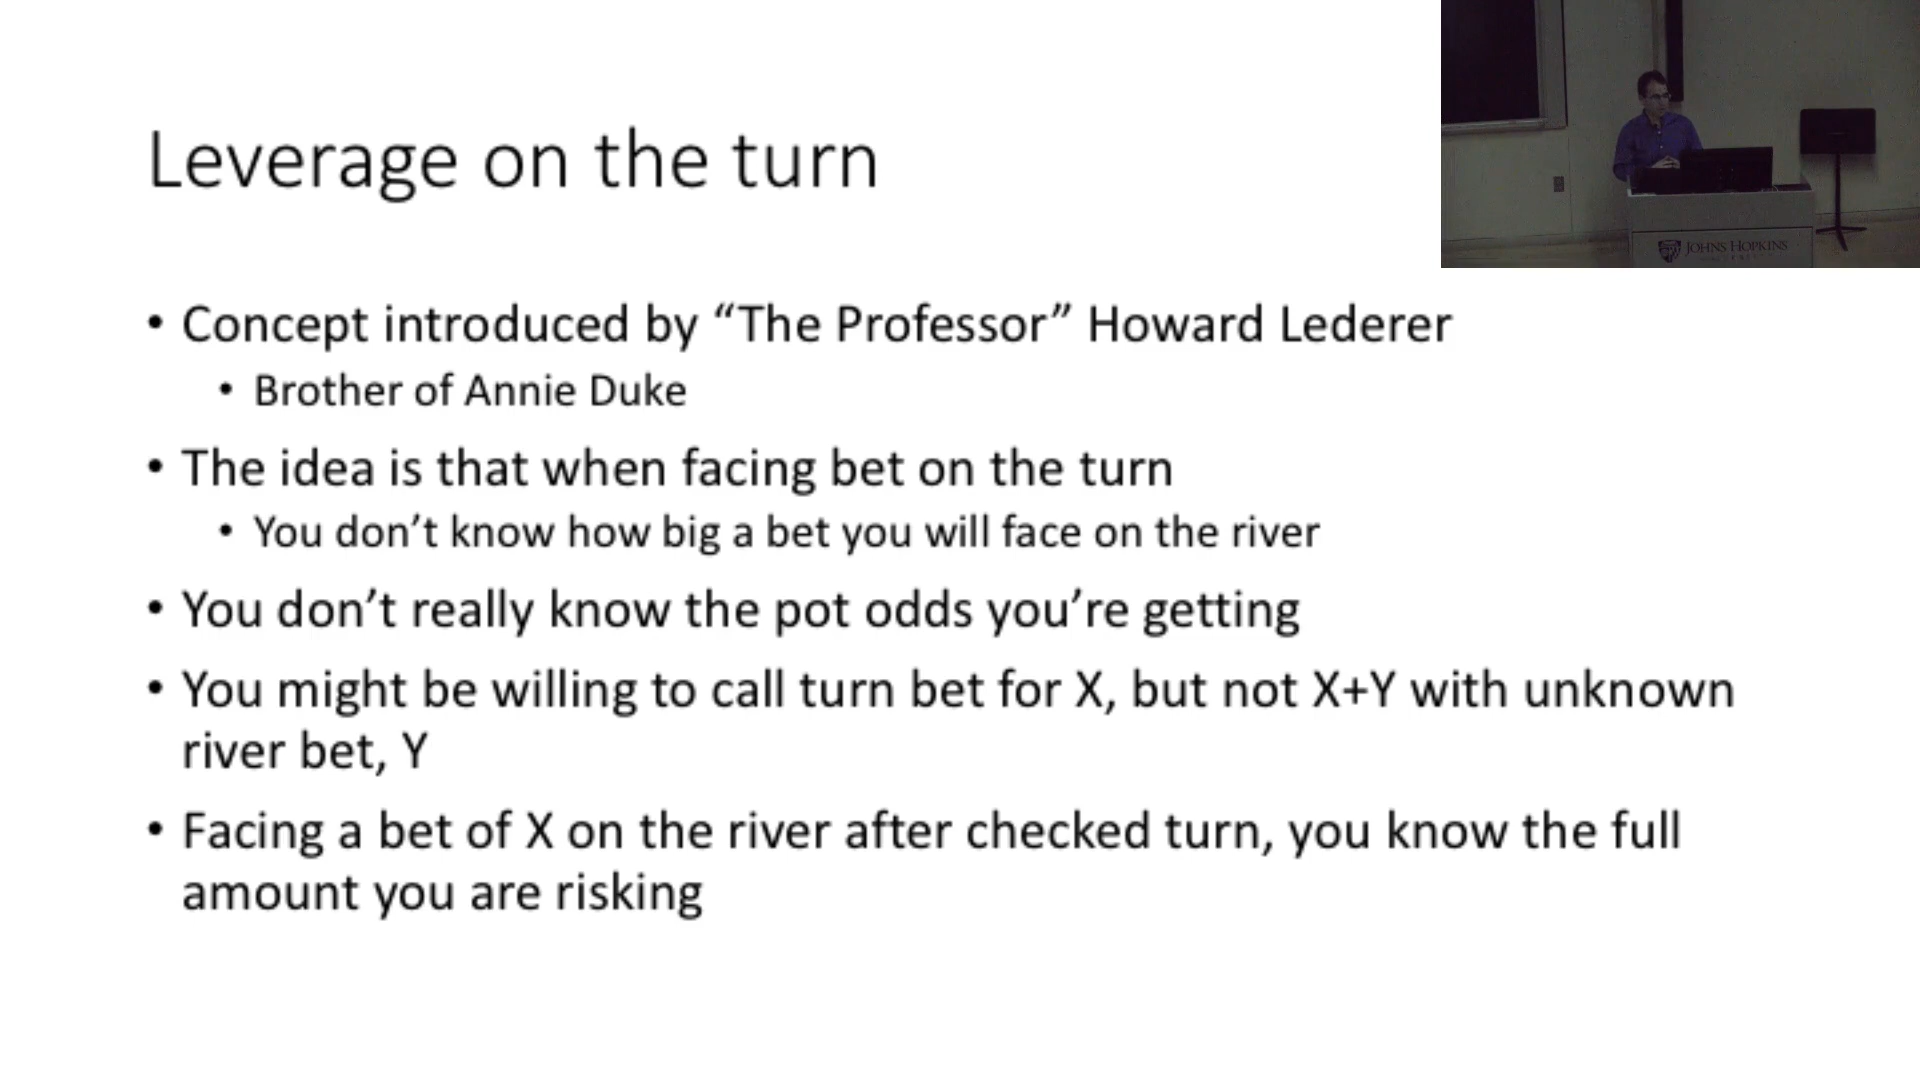 Leverage on the turn
JOHNS HOPKINS
• Concept introduced by “The Professor” Howard Lederer
• Brother of Annie Duke
• The idea is that when facing bet on the turn
• You don’t know how big a bet you will face on the river
• You don’t really know the pot odds you’re getting
• You might be willing to call turn bet for X, but not X+Y with unknown
river bet, Y
• Facing a bet of X on the river after checked turn, you know the full
amount you are risking